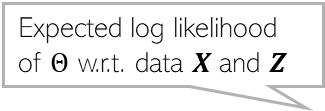 Expected log likelihood
of Θ w.r.t. data X and Z